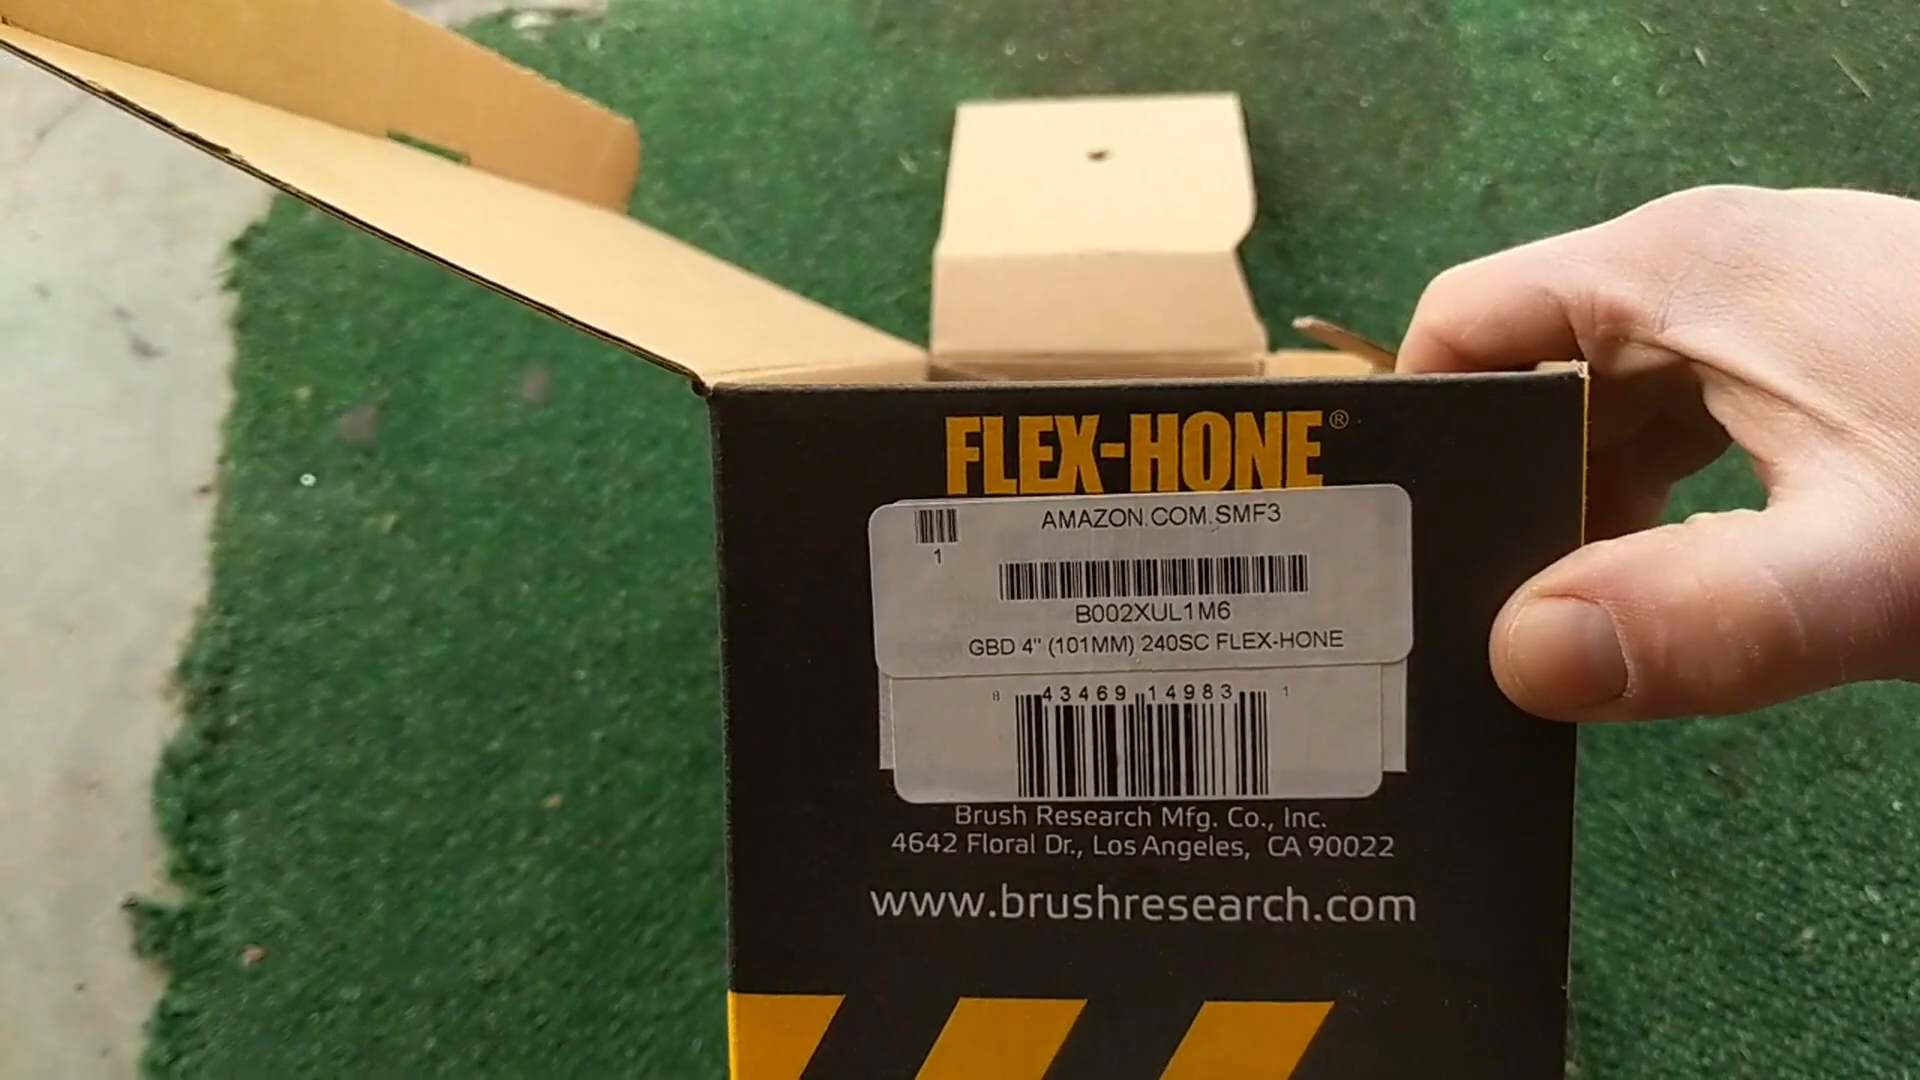 FLEX-HONE®
AMAZON.COM.SMF3
1
B002XUL1M6
GBD 4" (101MM) 240SC FLEX-HONE
8 43469 14983 1
Brush Research Mfg. Co., Inc.
4642 Floral Dr., Los Angeles, CA 90022
www.brushresearch.com